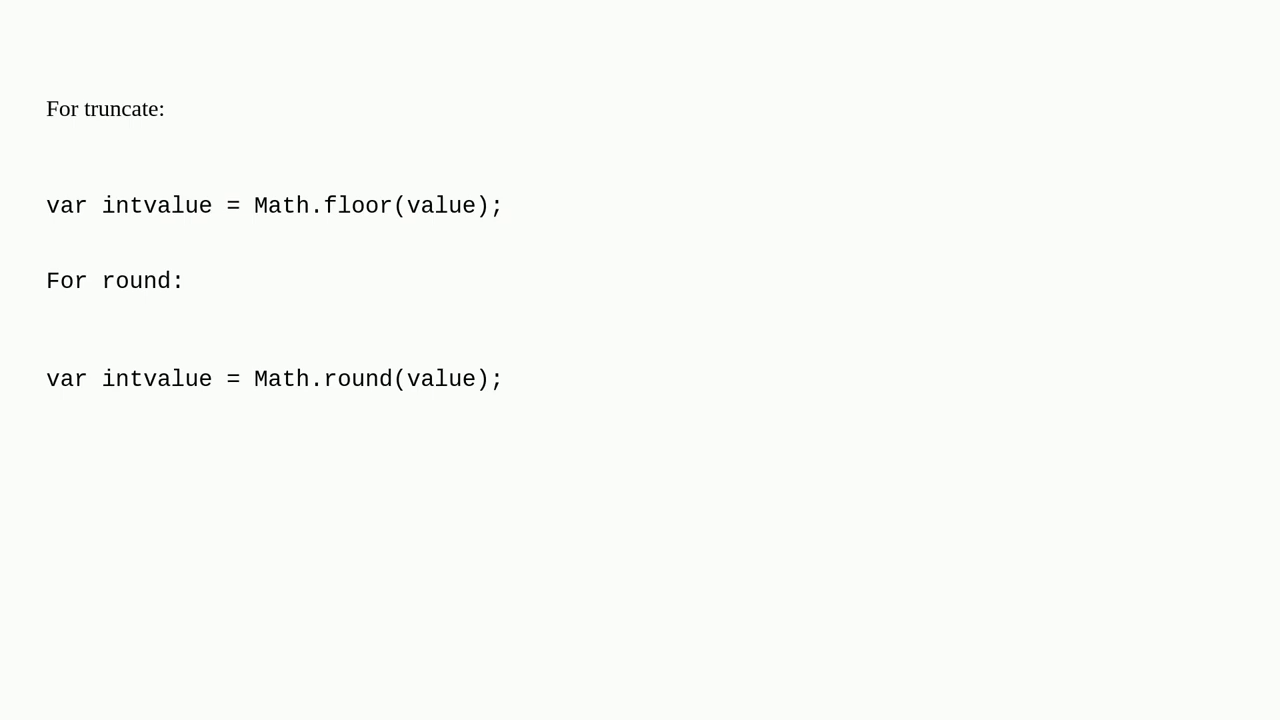 For truncate:
var intvalue = Math.floor(value);
For round:
var intvalue = Math.round(value);